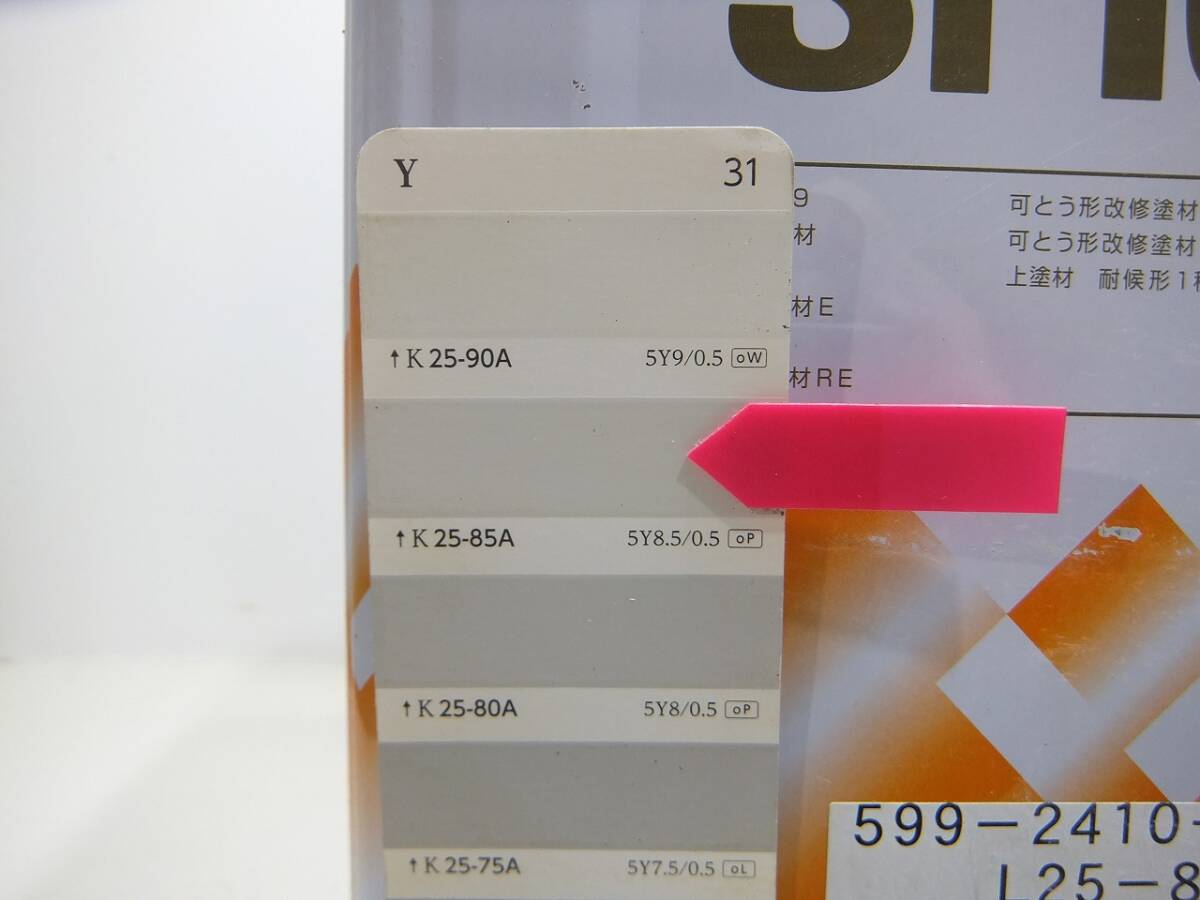 Y 31
↑K 25-90A 5Y9/0.5 oW
↑K 25-85A 5Y8.5/0.5 oP
↑K 25-80A 5Y8/0.5 oP
↑K 25-75A 5Y7.5/0.5 oL
9
材
材E
材RE
可とう形改修塗材
可とう形改修塗材
上塗材 耐候形1
599-2410-
L25-8